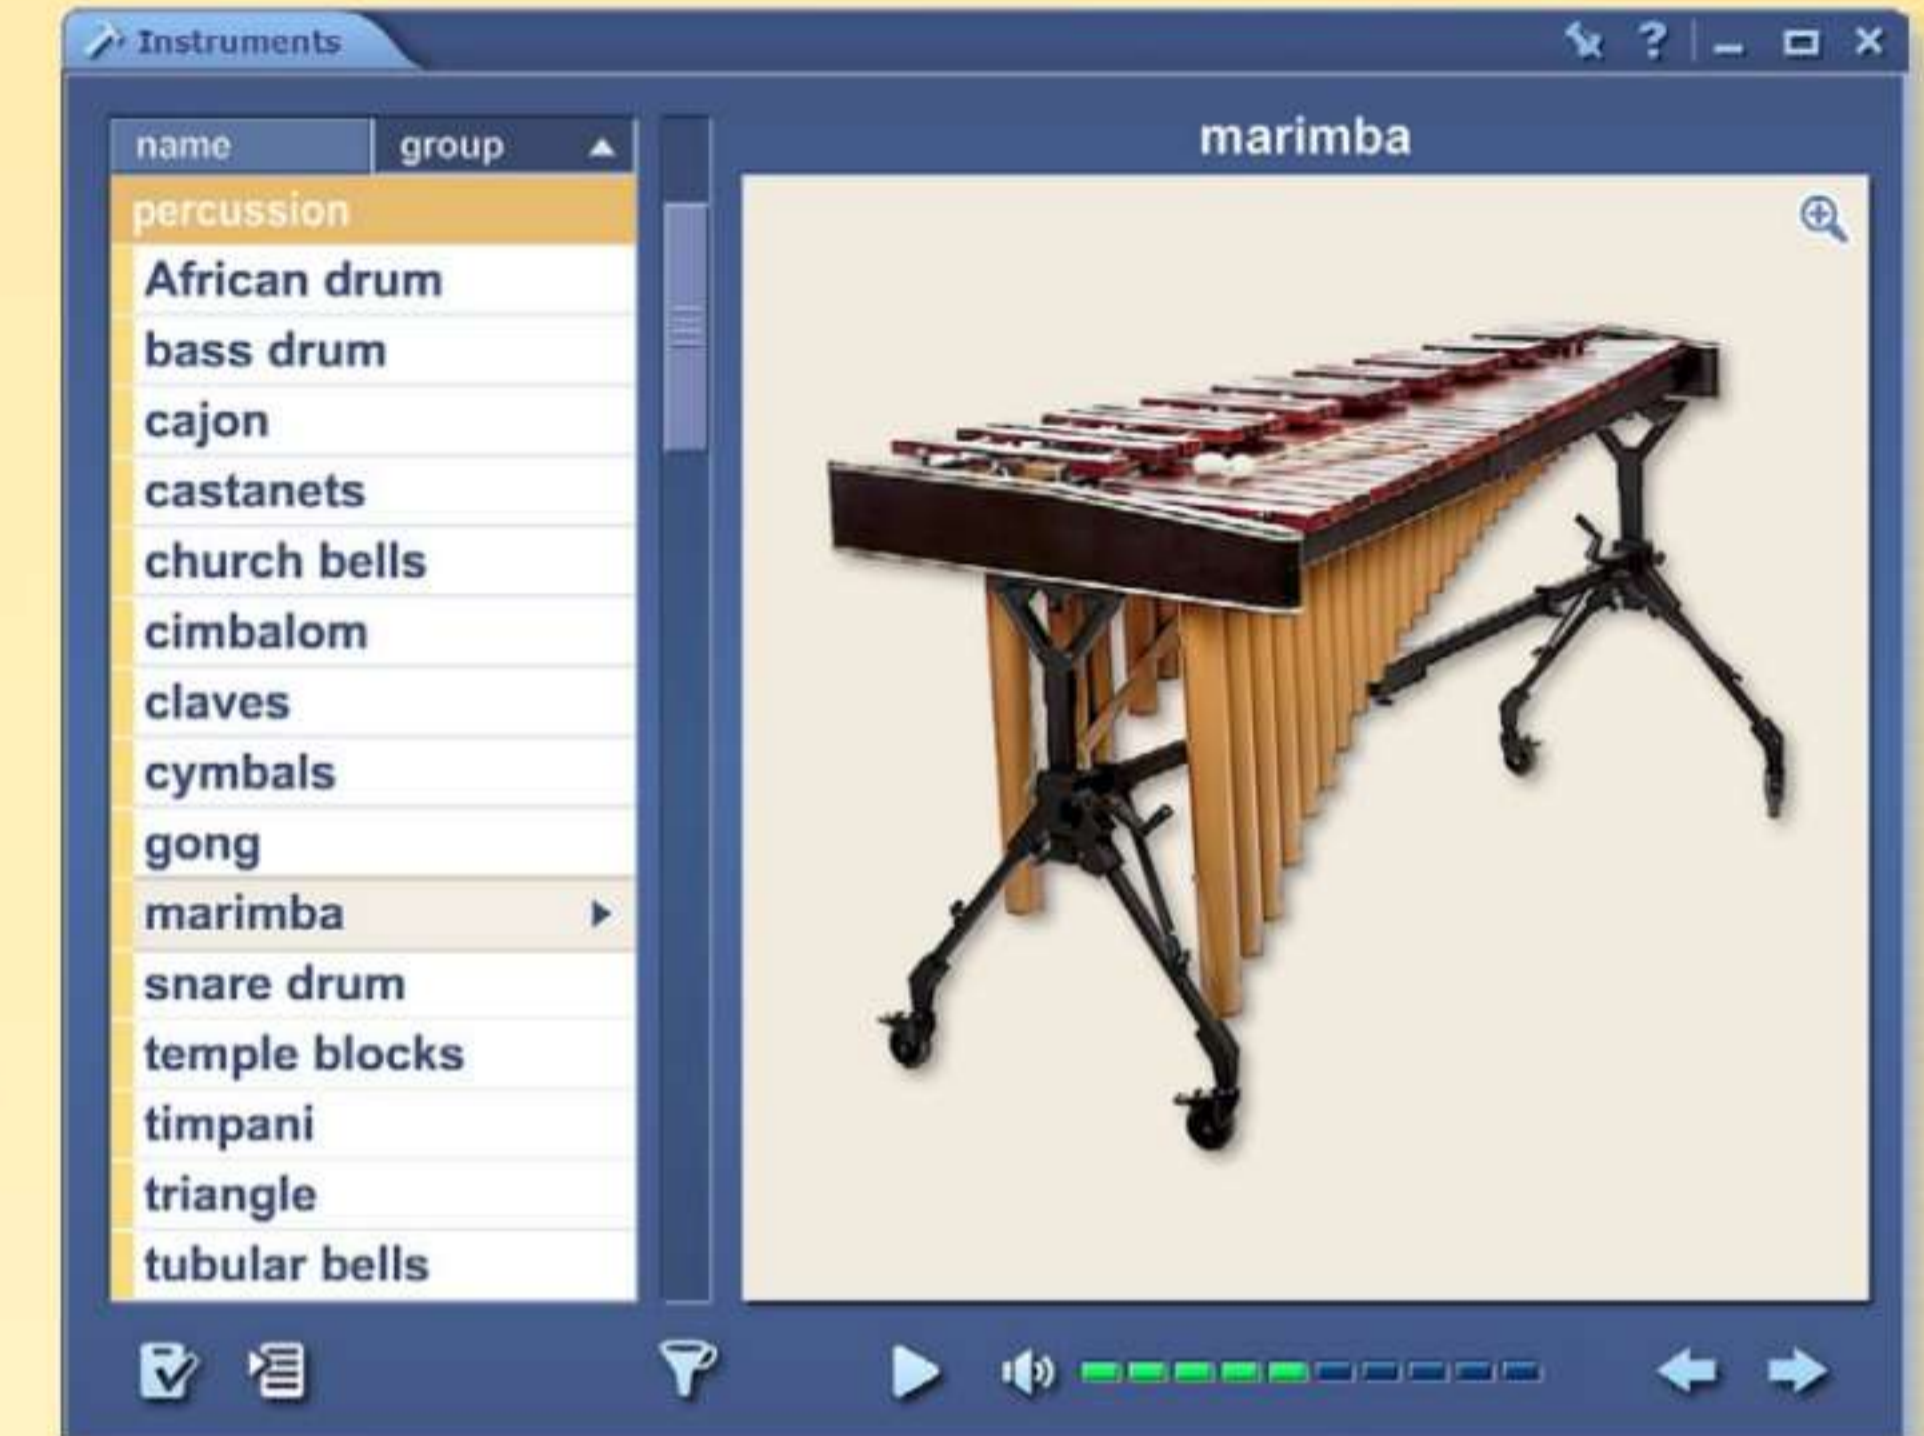 Instruments
?
name group
marimba
percussion
African drum
bass drum
cajon
castanets
church bells
cimbalom
claves
cymbals
gong
marimba
snare drum
temple blocks
timpani
triangle
tubular bells